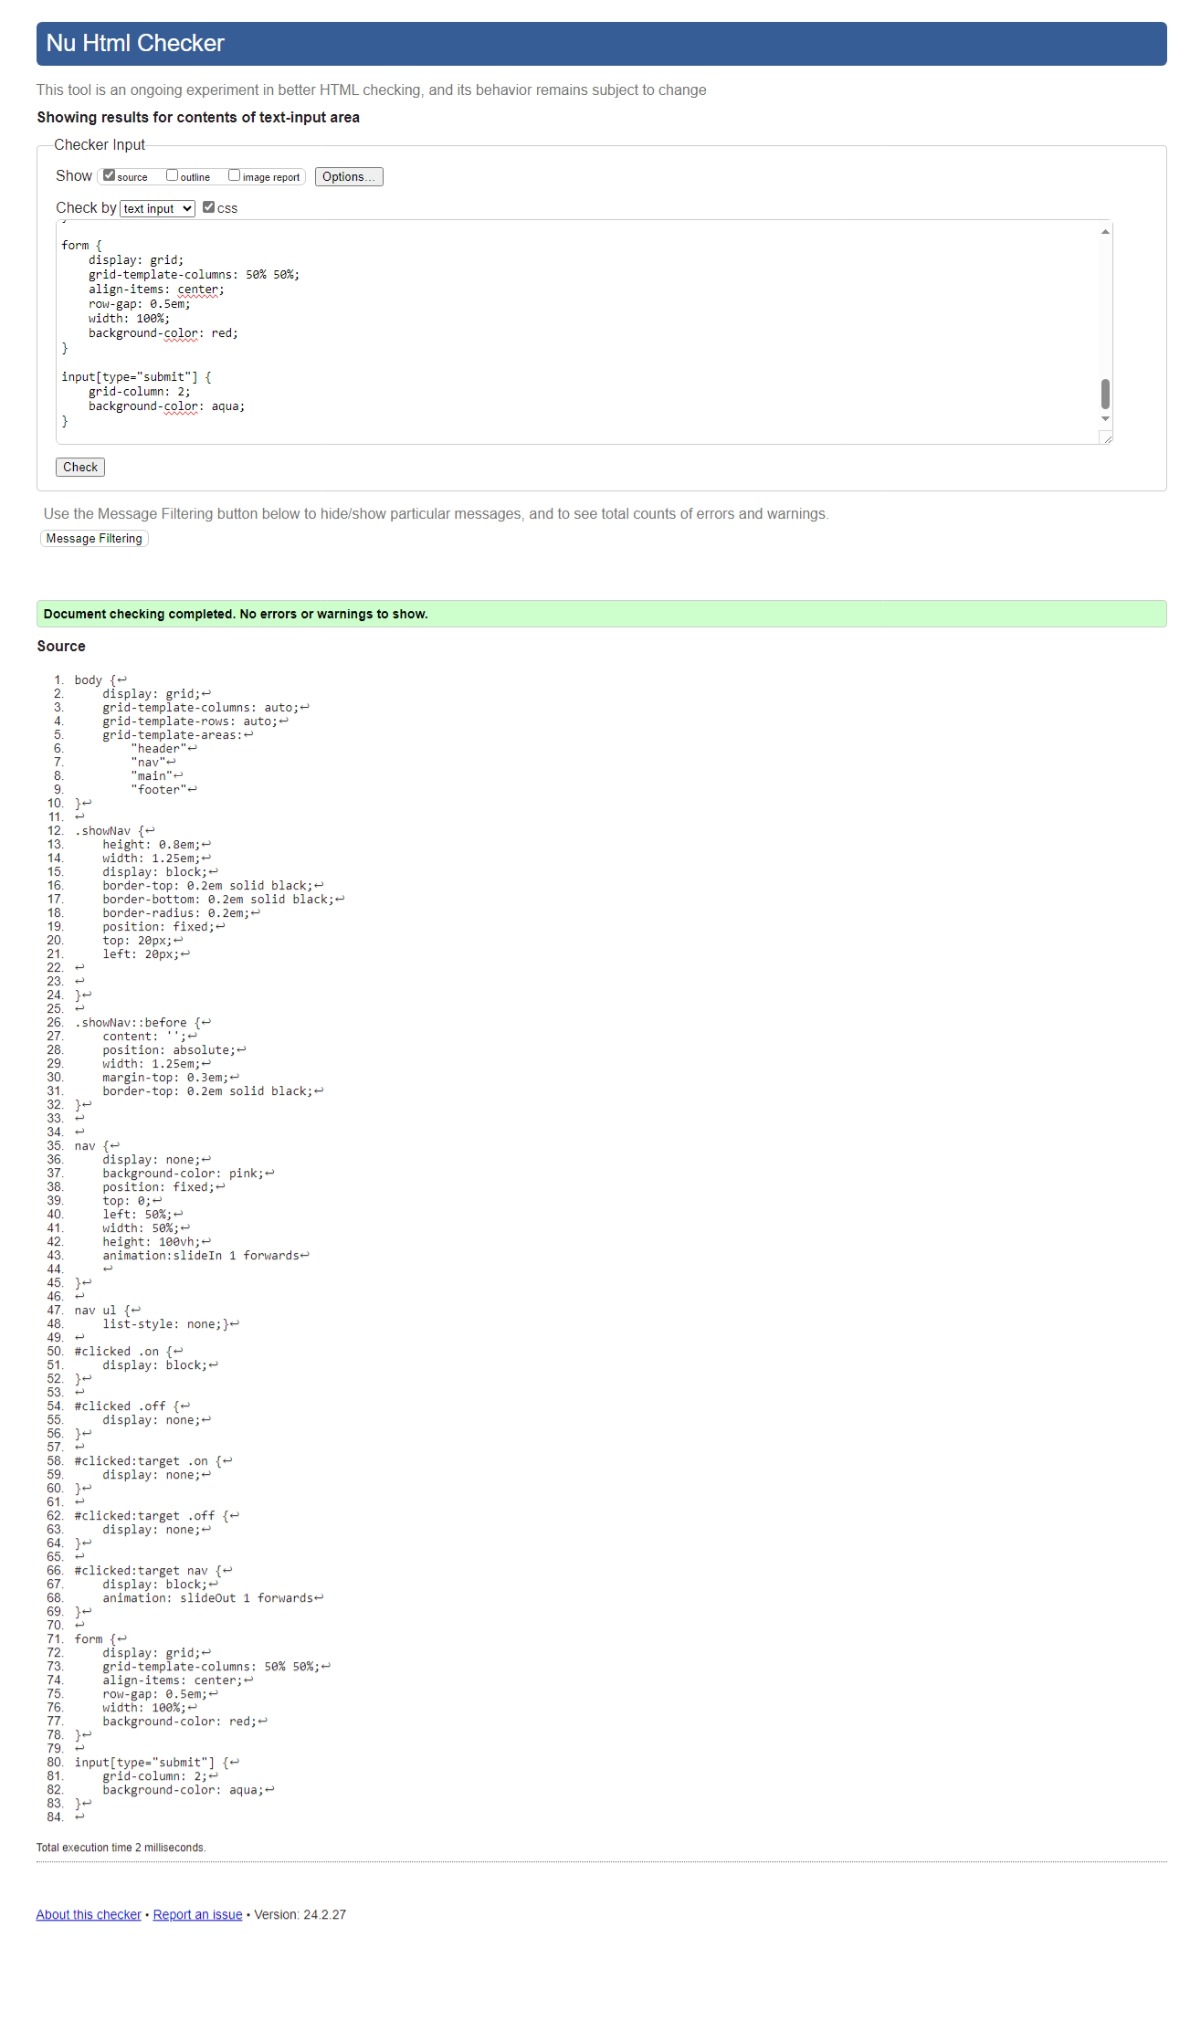 Nu Html Checker
This tool is an ongoing experiment in better HTML checking, and its behavior remains subject to change
Showing results for contents of text-input area
Checker Input
Show source outline image report Options...
Check by text input css
form {
    display: grid;
    grid-template-columns: 50% 50%;
    align-items: center;
    row-gap: 0.5em;
    width: 100%;
    background-color: red;
}
input[type="submit"] {
    grid-column: 2;
    background-color: aqua;
}
Check
Use the Message Filtering button below to hide/show particular messages, and to see total counts of errors and warnings.
Message Filtering
Document checking completed. No errors or warnings to show.
Source
1. body {↩
2.     display: grid;↩
3.     grid-template-columns: auto;↩
4.     grid-template-rows: auto;↩
5.     grid-template-areas:↩
6.         "header"↩
7.         "nav"↩
8.         "main"↩
9.         "footer"↩
10. }↩
11. ↩
12. .showNav {↩
13.     height: 0.8em;↩
14.     width: 1.25em;↩
15.     display: block;↩
16.     border-top: 0.2em solid black;↩
17.     border-bottom: 0.2em solid black;↩
18.     border-radius: 0.2em;↩
19.     position: fixed;↩
20.     top: 20px;↩
21.     left: 20px;↩
22. ↩
23. ↩
24. }↩
25. ↩
26. .showNav::before {↩
27.     content: '';↩
28.     position: absolute;↩
29.     width: 1.25em;↩
30.     margin-top: 0.3em;↩
31.     border-top: 0.2em solid black;↩
32. }↩
33. ↩
34. ↩
35. nav {↩
36.     display: none;↩
37.     background-color: pink;↩
38.     position: fixed;↩
39.     top: 0;↩
40.     left: 50%;↩
41.     width: 50%;↩
42.     height: 100vh;↩
43.     animation:slideIn 1 forwards↩
44.     ↩
45. }↩
46. ↩
47. nav ul {↩
48.     list-style: none;}↩
49. ↩
50. #clicked .on {↩
51.     display: block;↩
52. }↩
53. ↩
54. #clicked .off {↩
55.     display: none;↩
56. }↩
57. ↩
58. #clicked:target .on {↩
59.     display: none;↩
60. }↩
61. ↩
62. #clicked:target .off {↩
63.     display: none;↩
64. }↩
65. ↩
66. #clicked:target nav {↩
67.     display: block;↩
68.     animation: slideOut 1 forwards↩
69. }↩
70. ↩
71. form {↩
72.     display: grid;↩
73.     grid-template-columns: 50% 50%;↩
74.     align-items: center;↩
75.     row-gap: 0.5em;↩
76.     width: 100%;↩
77.     background-color: red;↩
78. }↩
79. ↩
80. input[type="submit"] {↩
81.     grid-column: 2;↩
82.     background-color: aqua;↩
83. }↩
84. ↩
Total execution time 2 milliseconds.
About this checker • Report an issue • Version: 24.2.27